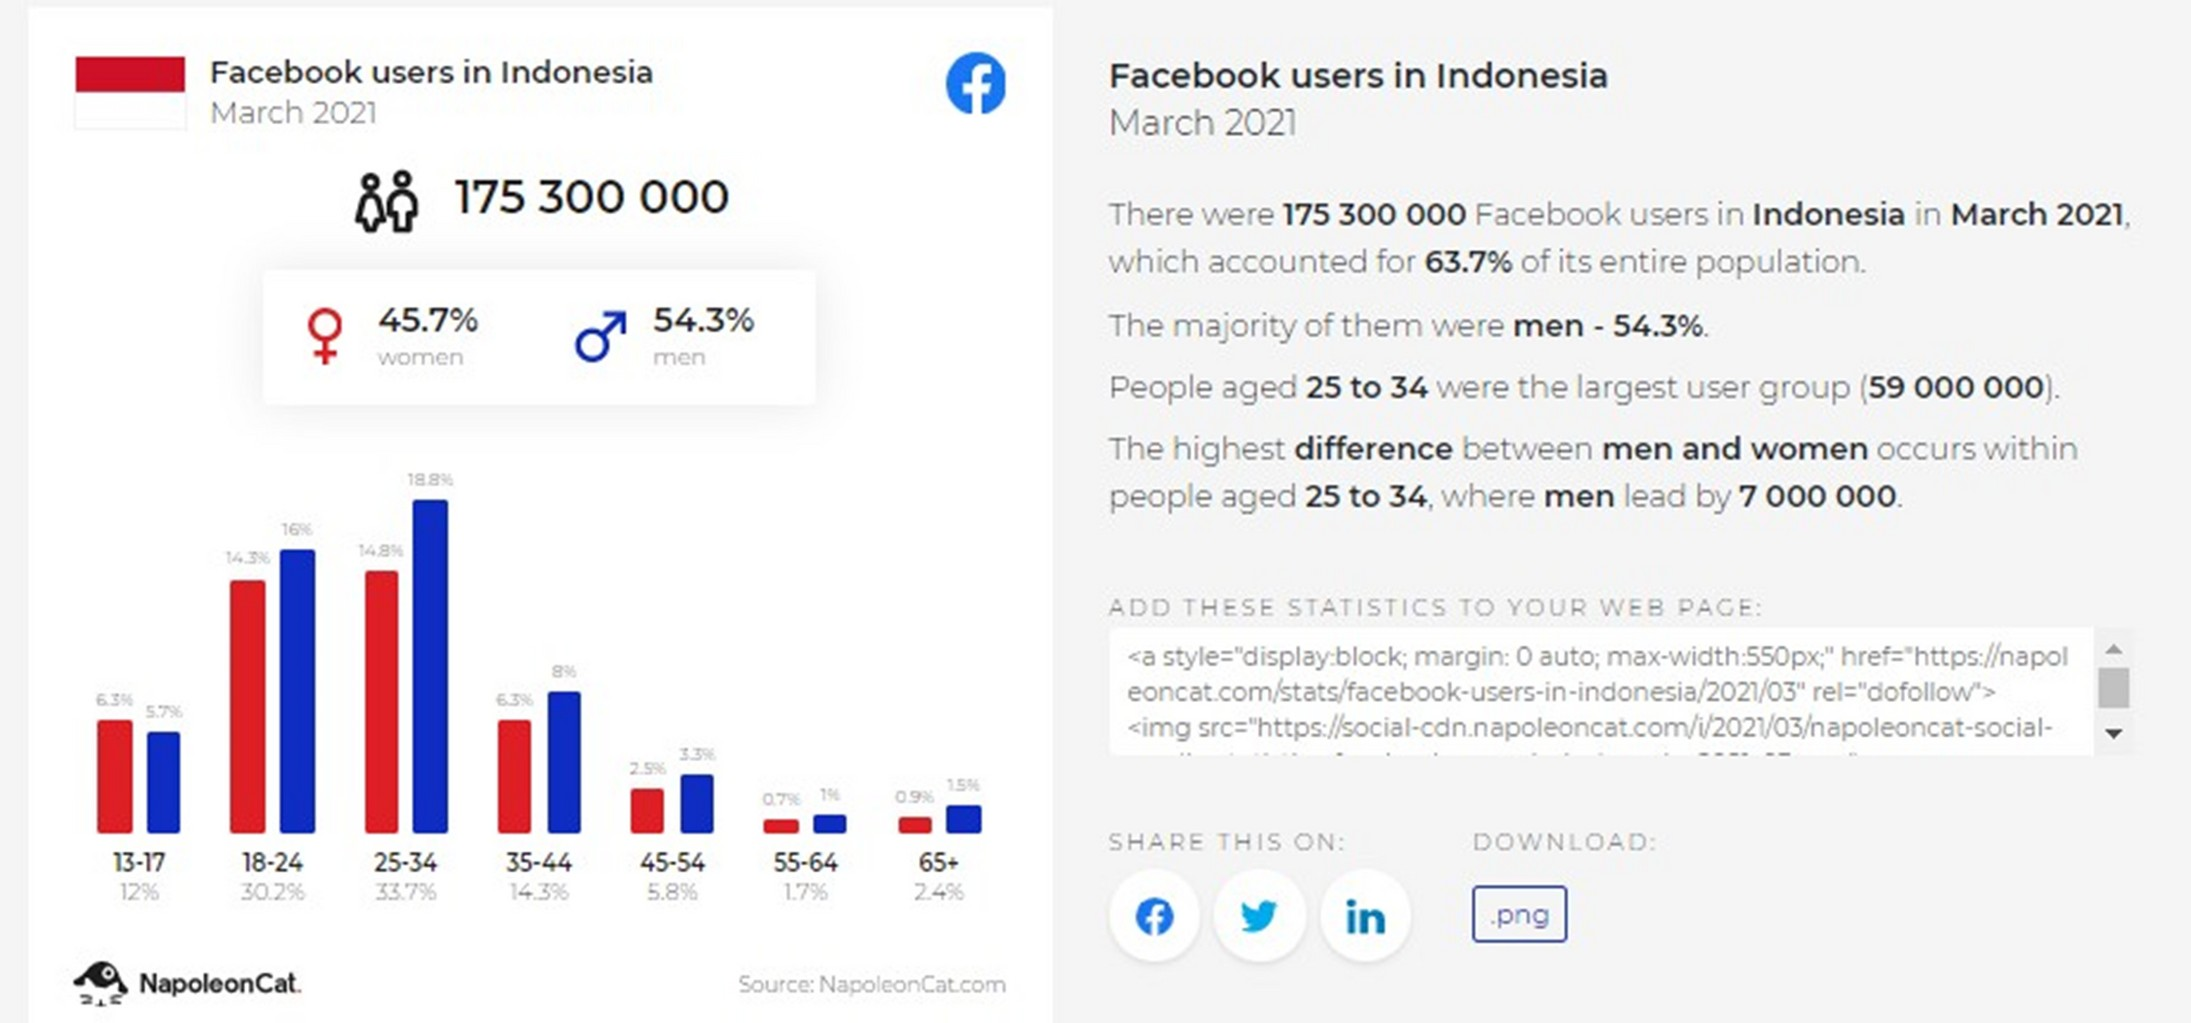 Facebook users in Indonesia
March 2021
175 300 000
45.7%
women
54.3%
men
6.3%
5.7%
14.3%
16%
14.8%
18.8%
6.3%
8%
2.5%
3.3%
0.7%
1%
0.9%
1.5%
13-17
12%
18-24
30.2%
25-34
33.7%
35-44
14.3%
45-54
5.8%
55-64
1.7%
65+
2.4%
NapoleonCat.
Source: NapoleonCat.com
Facebook users in Indonesia
March 2021
There were 175 300 000 Facebook users in Indonesia in March 2021,
which accounted for 63.7% of its entire population.
The majority of them were men - 54.3%.
People aged 25 to 34 were the largest user group (59 000 000).
The highest difference between men and women occurs within
people aged 25 to 34, where men lead by 7 000 000.
ADD THESE STATISTICS TO YOUR WEB PAGE:
<a style="display:block; margin: 0 auto; max-width:550px;" href="https://napol
eoncat.com/stats/facebook-users-in-indonesia/2021/03" rel="dofollow">
<img src="https://social-cdn.napoleoncat.com/i/2021/03/napoleoncat-social-
SHARE THIS ON:
in
DOWNLOAD:
.png